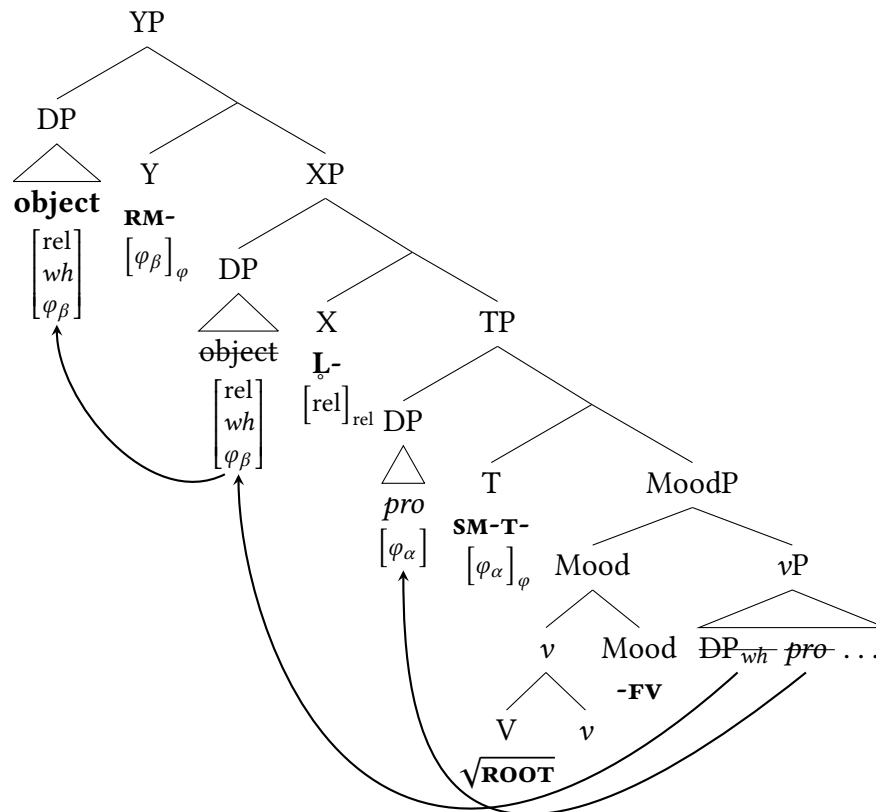 YP
DP
Y XP
object RM- DP
[rel wh φβ] [φβ]φ
X TP
object
Ḷ̥-
[rel wh φβ] [rel]rel DP
T MoodP
pro SM-T-
[φα] [φα]φ Mood vP
v Mood DPwh pro ...
-FV
V v
√ROOT